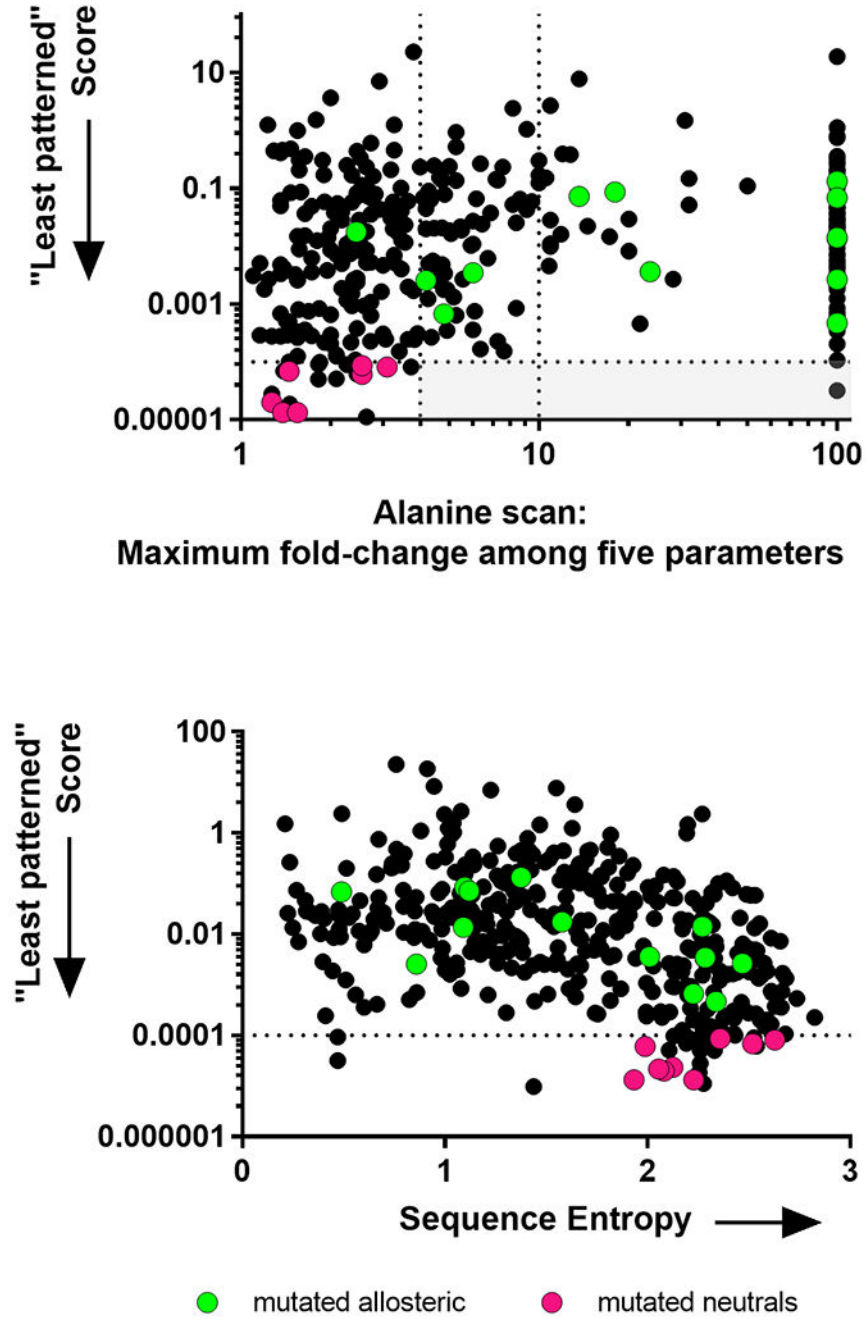 "Least patterned"
Score
10
0.1
0.001
0.00001
1
10
100
Alanine scan:
Maximum fold-change among five parameters
"Least patterned"
Score
100
1
0.01
0.0001
0.000001
0
1
2
3
Sequence Entropy
mutated allosteric
mutated neutrals